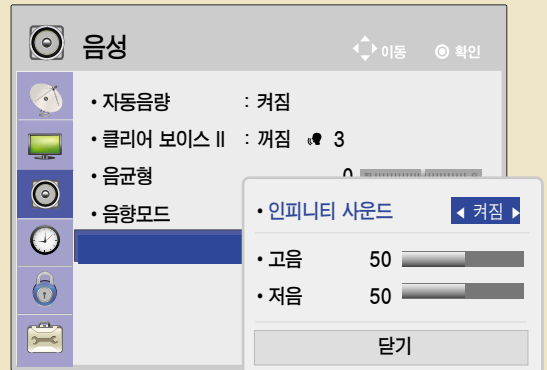 음성
이동 확인
• 자동음량 : 켜짐
• 클리어 보이스 II : 꺼짐 3
• 음균형 0
• 음향모드
• 인피니티 사운드 ◀ 켜짐 ▶
• 고음 50
• 저음 50
닫기